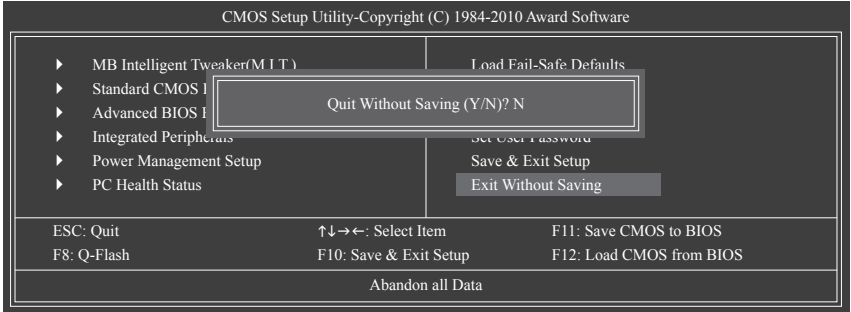 CMOS Setup Utility-Copyright (C) 1984-2010 Award Software
MB Intelligent Tweaker(M.I.T.)
Standard CMOS
Advanced BIOS
Integrated Peripherals
Power Management Setup
PC Health Status
Load Fail-Safe Defaults
Quit Without Saving (Y/N)? N
Set User Password
Save & Exit Setup
Exit Without Saving
ESC: Quit
↑↓→←: Select Item
F11: Save CMOS to BIOS
F8: Q-Flash
F10: Save & Exit Setup
F12: Load CMOS from BIOS
Abandon all Data